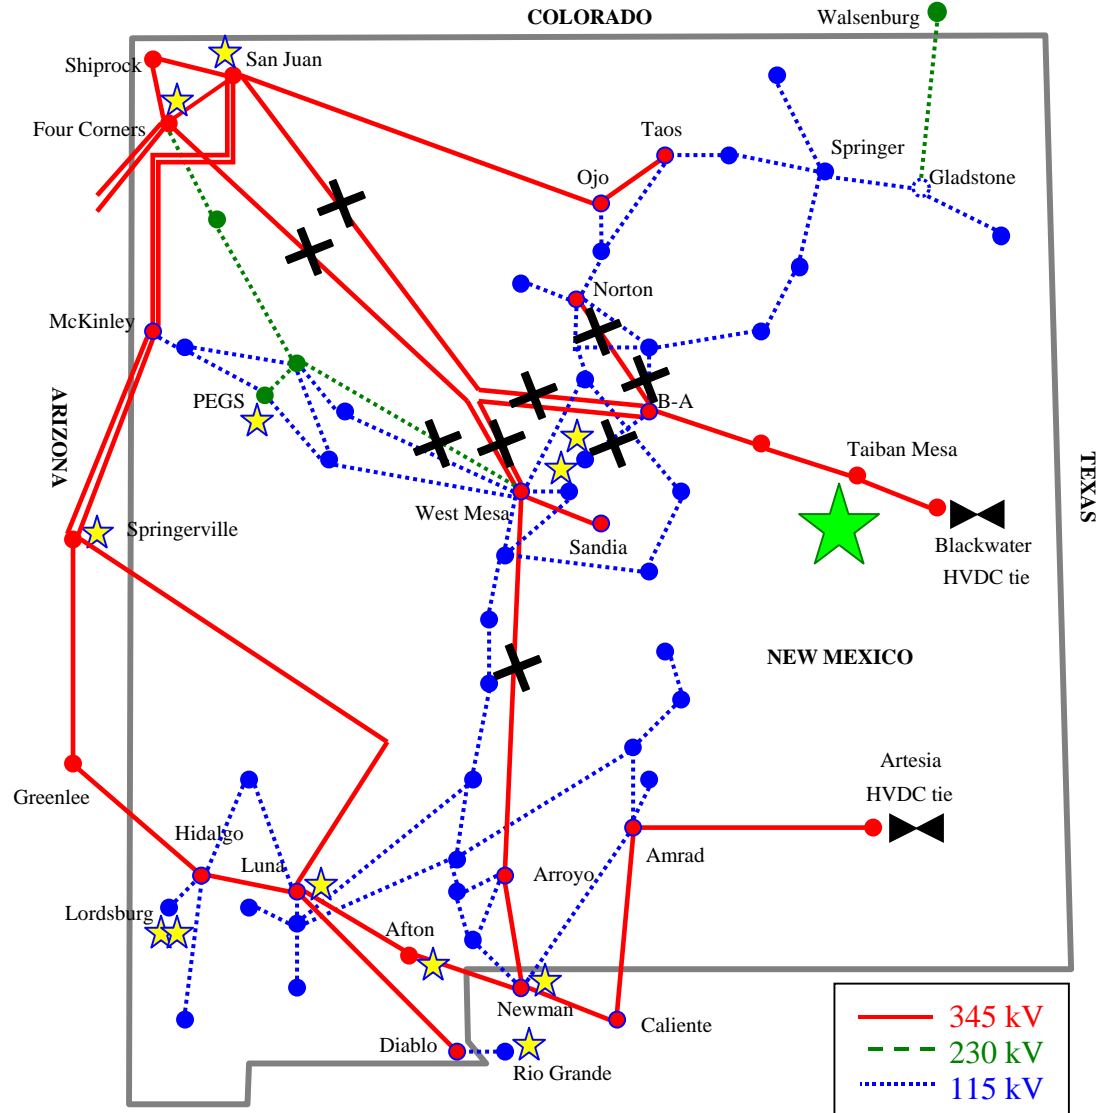 COLORADO
Walsenburg
Shiprock
San Juan
Four Corners
Taos
Springer
Ojo
Gladstone
Norton
McKinley
ARIZONA
PEGS
B-A
Taiban Mesa
TEXAS
West Mesa
Sandia
Springerville
Blackwater
HVDC tie
NEW MEXICO
Greenlee
Artesia
HVDC tie
Hidalgo
Luna
Arroyo
Amrad
Lordsburg
Afton
Newman
Caliente
Diablo
Rio Grande
345 kV
230 kV
115 kV